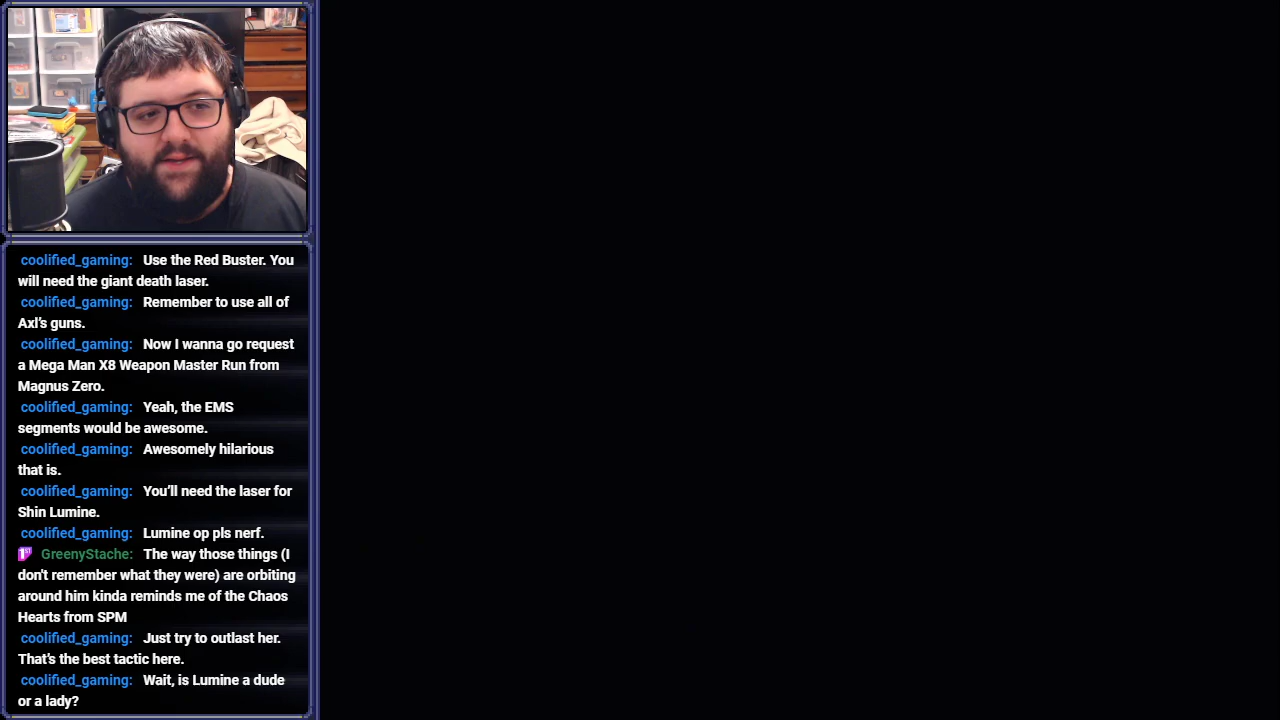 coolified_gaming: Use the Red Buster. You
will need the giant death laser.
coolified_gaming: Remember to use all of
Axl's guns.
coolified_gaming: Now I wanna go request
a Mega Man X8 Weapon Master Run from
Magnus Zero.
coolified_gaming: Yeah, the EMS
segments would be awesome.
coolified_gaming: Awesomely hilarious
that is.
coolified_gaming: You'll need the laser for
Shin Lumine.
coolified_gaming: Lumine op pls nerf.
1ST GreenyStache: The way those things (I
don't remember what they were) are orbiting
around him kinda reminds me of the Chaos
Hearts from SPM
coolified_gaming: Just try to outlast her.
That's the best tactic here.
coolified_gaming: Wait, is Lumine a dude
or a lady?